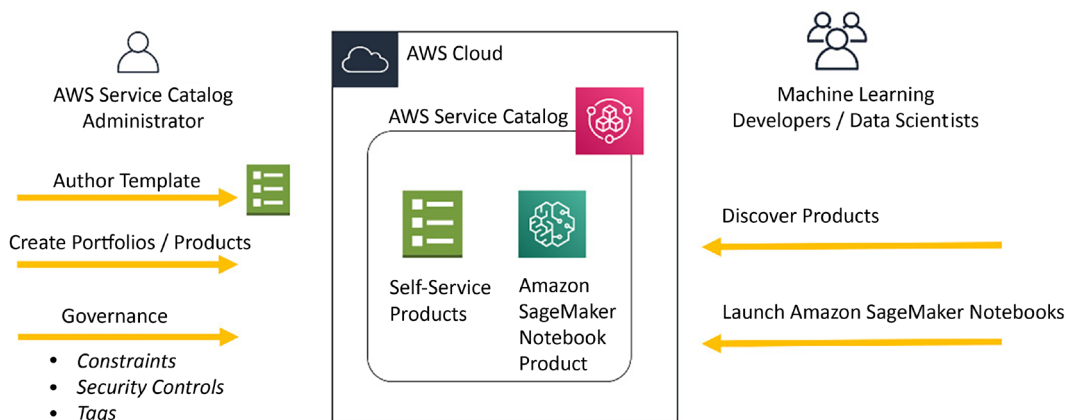 AWS Service Catalog
Administrator
Author Template
Create Portfolios / Products
Governance
• Constraints
• Security Controls
• Tags
AWS Cloud
AWS Service Catalog
Self-Service
Products
Amazon
SageMaker
Notebook
Product
Machine Learning
Developers / Data Scientists
Discover Products
Launch Amazon SageMaker Notebooks